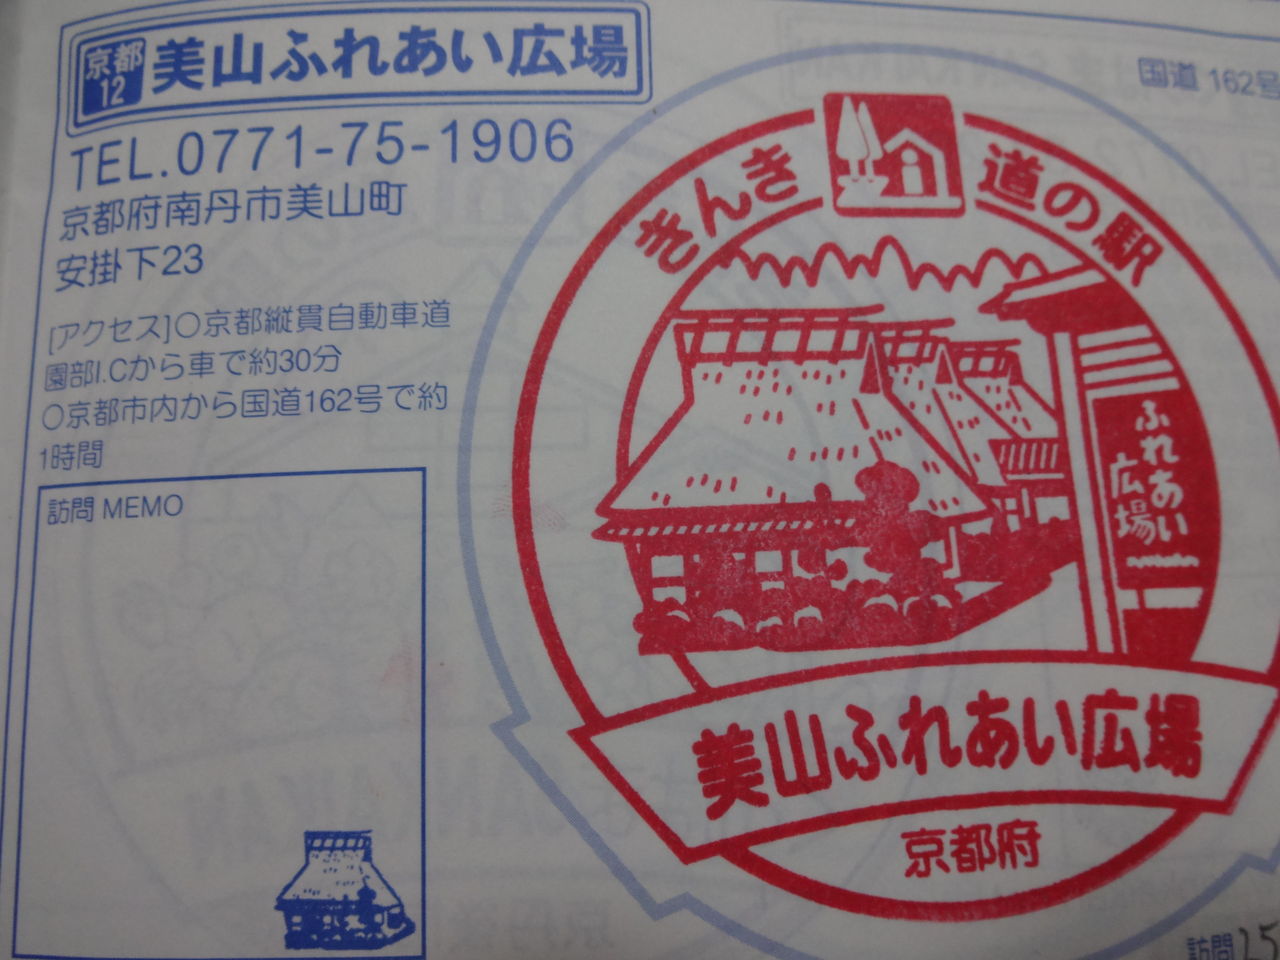 京都
12
美山ふれあい広場
国道 162号
TEL.0771-75-1906
京都府南丹市美山町
安掛下23
[アクセス]○京都縦貫自動車道
園部I.Cから車で約30分
○京都市内から国道162号で約
1時間
訪問 MEMO
きんき 道の駅
ふれあい
広場
美山ふれあい広場
京都府
訪問 25